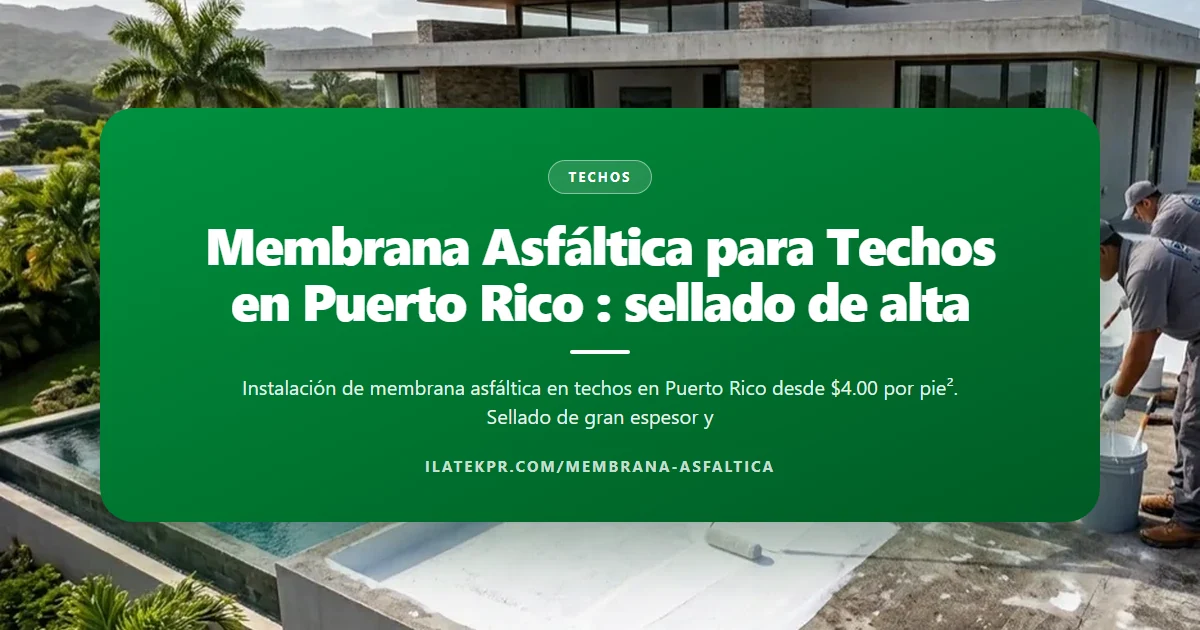 TECHOS
Membrana Asfáltica para Techos
en Puerto Rico : sellado de alta
Instalación de membrana asfáltica en techos en Puerto Rico desde $4.00 por pie².
Sellado de gran espesor y
ILATEKPR.COM/MEMBRANA-ASFALTICA